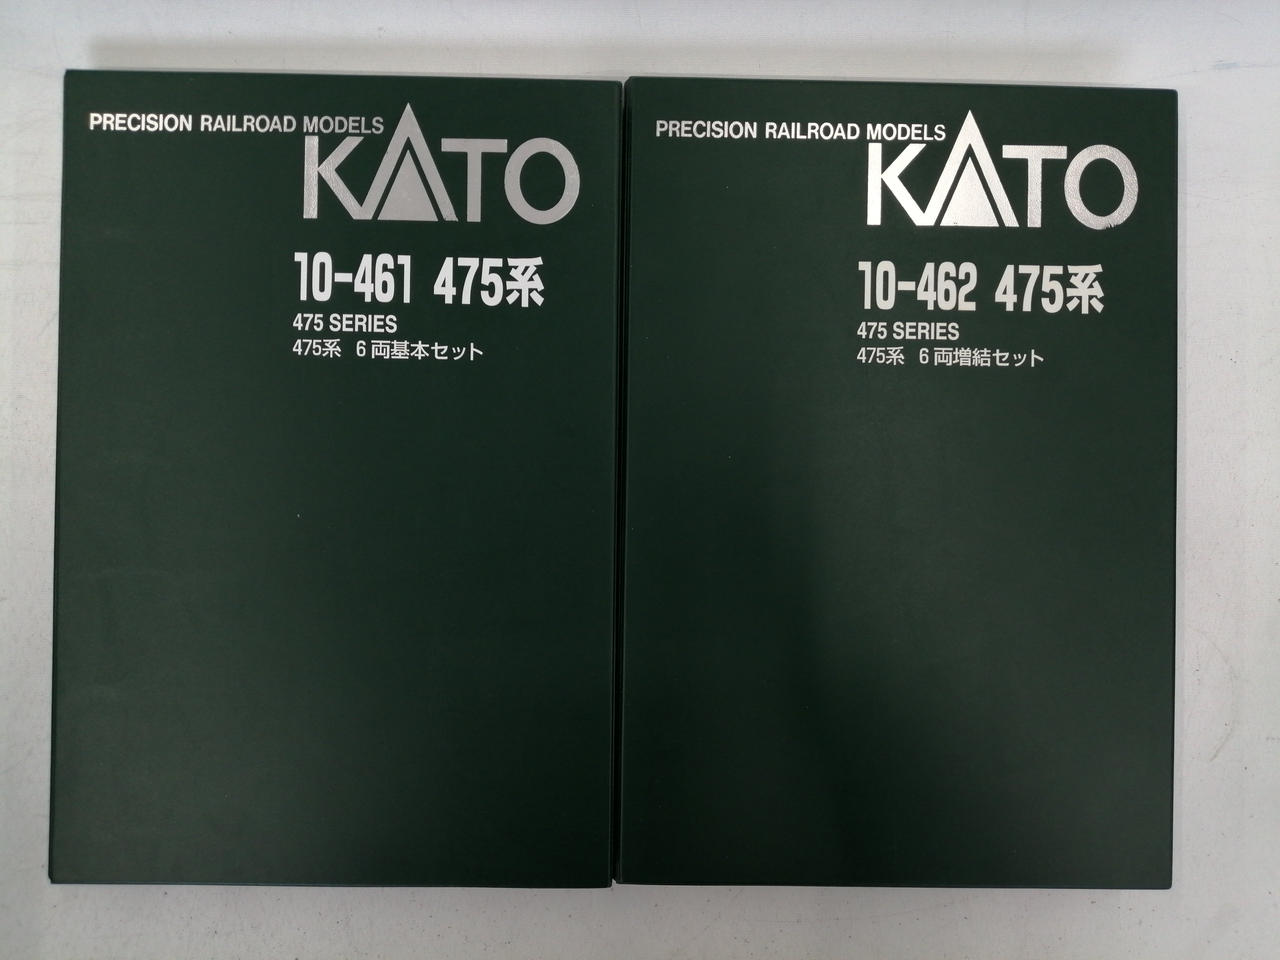 PRECISION RAILROAD MODELS
KATO
10-461 475系
475 SERIES
475系 6両基本セット
PRECISION RAILROAD MODELS
KATO
10-462 475系
475 SERIES
475系 6両増結セット